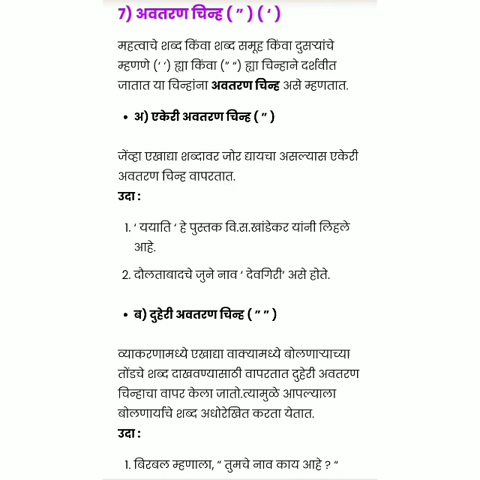 7) अवतरण चिन्ह ( ” ) ( ‘ )
महत्वाचे शब्द किंवा शब्द समूह किंवा दुसऱ्यांचे
म्हणणे (‘ ‘) ह्या किंवा (“ “) ह्या चिन्हाने दर्शवीत
जातात या चिन्हांना अवतरण चिन्ह असे म्हणतात.
• अ) एकेरी अवतरण चिन्ह ( ” )
जेंव्हा एखाद्या शब्दावर जोर द्यायचा असल्यास एकेरी
अवतरण चिन्ह वापरतात.
उदा :
1. ‘ ययाति ‘ हे पुस्तक वि.स.खांडेकर यांनी लिहले
आहे.
2. दौलताबादचे जुने नाव ‘ देवगिरी’ असे होते.
• ब) दुहेरी अवतरण चिन्ह ( ” ” )
व्याकरणामध्ये एखाद्या वाक्यामध्ये बोलणाऱ्याच्या
तोंडचे शब्द दाखवण्यासाठी वापरतात दुहेरी अवतरण
चिन्हाचा वापर केला जातो.त्यामुळे आपल्याला
बोलणार्याचे शब्द अधोरेखित करता येतात.
उदा :
1. बिरबल म्हणाला, “ तुमचे नाव काय आहे ? “